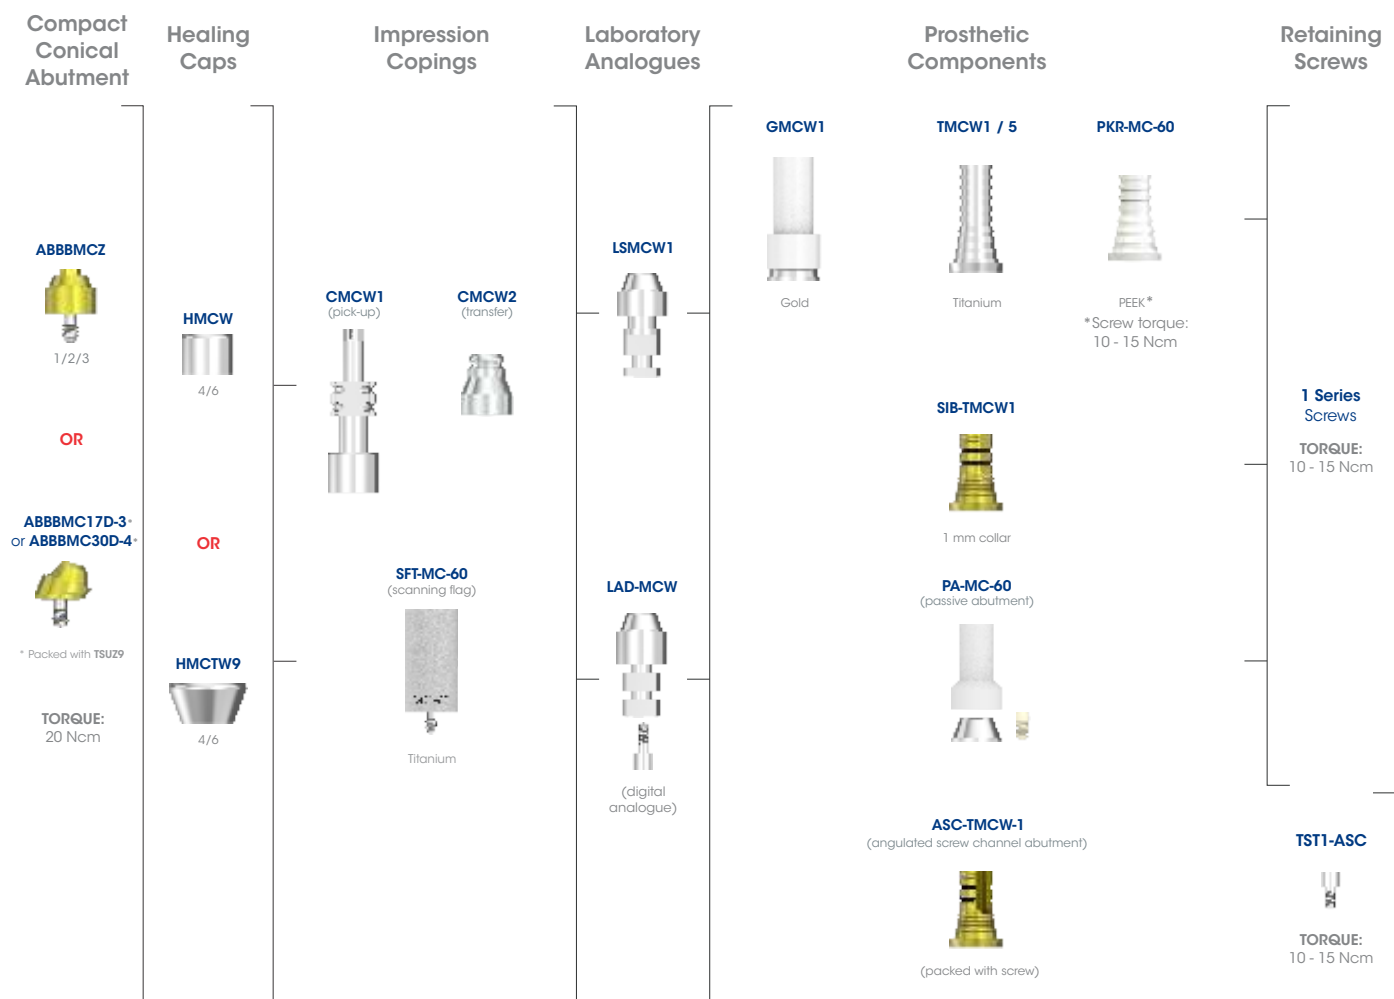 Compact
Conical
Abutment
Healing
Caps
Impression
Copings
Laboratory
Analogues
Prosthetic
Components
Retaining
Screws
ABBBMCZ
1/2/3
OR
ABBBMC17D-3*
or ABBBMC30D-4*
* Packed with TSUZ9
TORQUE:
20 Ncm
HMCW
4/6
OR
HMCTW9
4/6
CMCW1
(pick-up)
CMCW2
(transfer)
SFT-MC-60
(scanning flag)
Titanium
LSMCW1
LAD-MCW
(digital
analogue)
GMCW1
Gold
TMCW1 / 5
Titanium
PKR-MC-60
PEEK*
*Screw torque:
10 - 15 Ncm
SIB-TMCW1
1 mm collar
PA-MC-60
(passive abutment)
ASC-TMCW-1
(angulated screw channel abutment)
(packed with screw)
1 Series
Screws
TORQUE:
10 - 15 Ncm
TST1-ASC
TORQUE:
10 - 15 Ncm